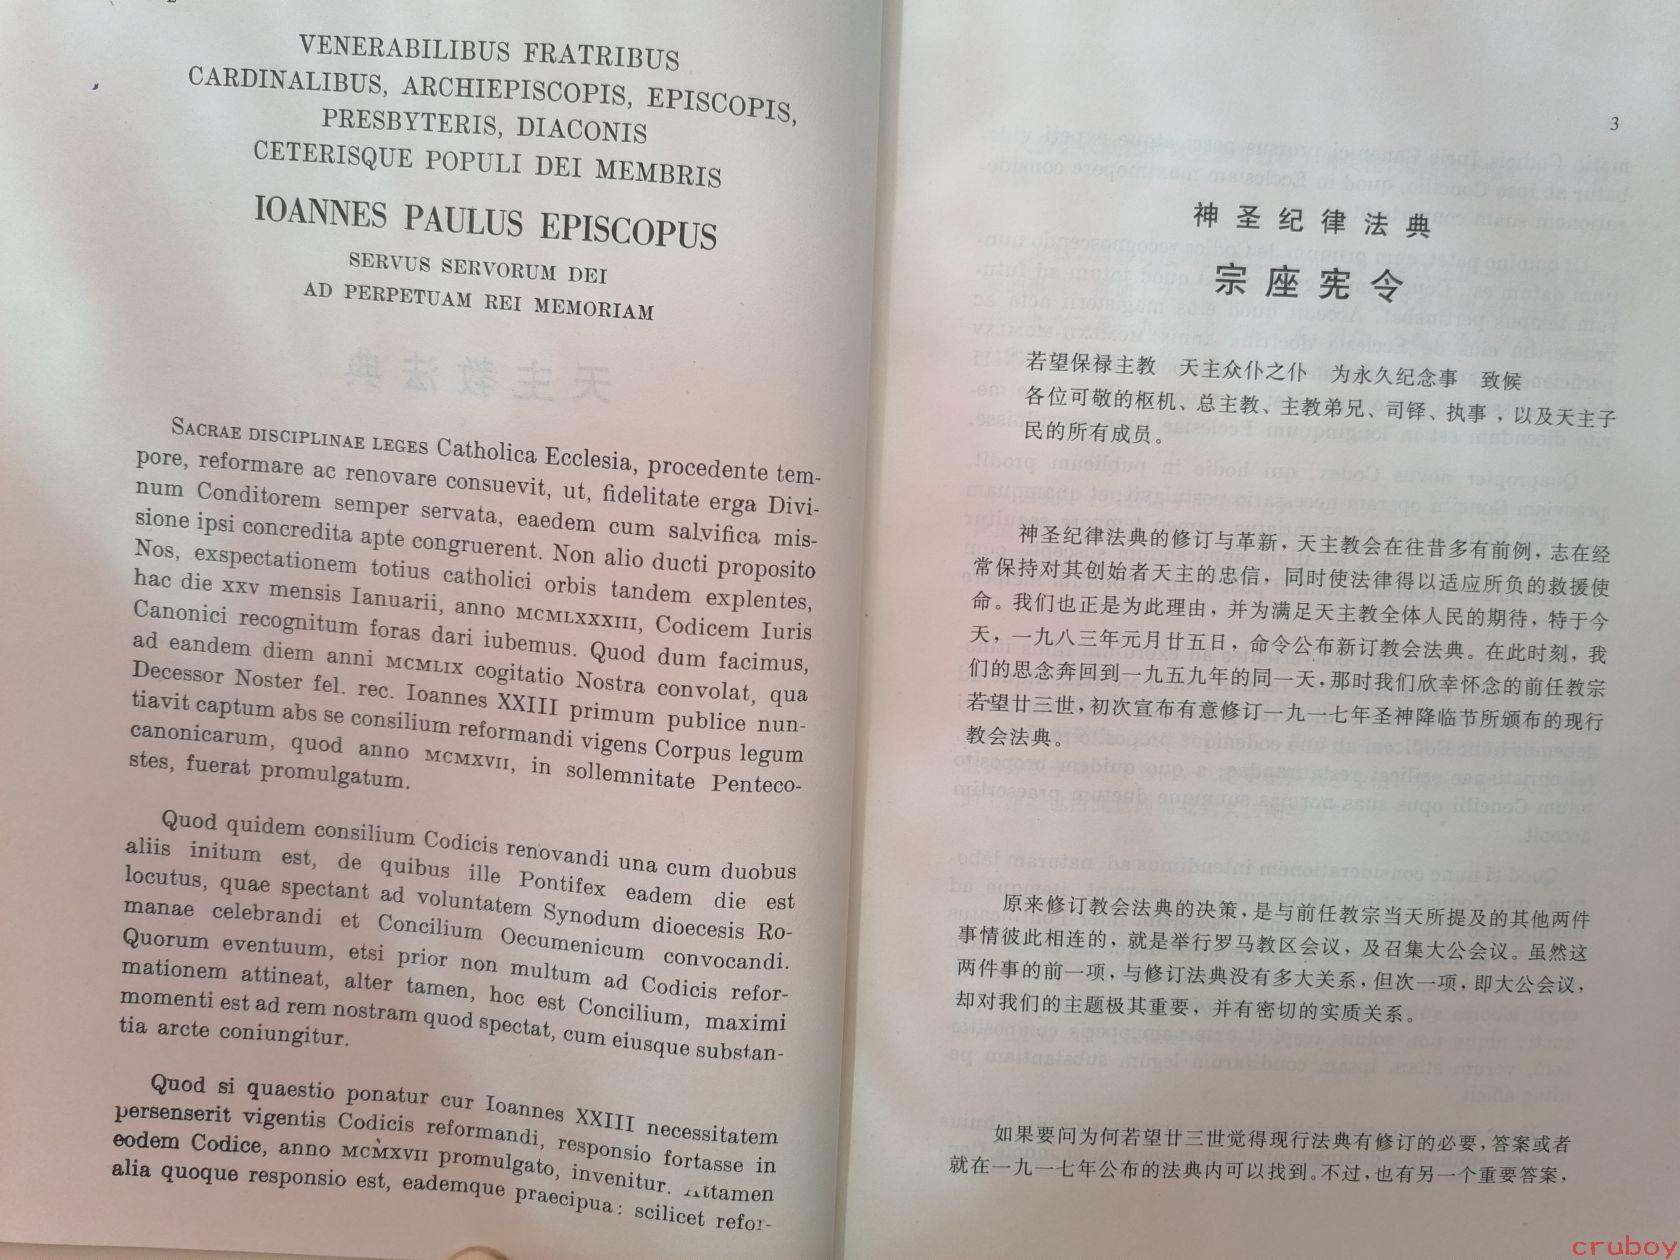 2
VENERABILIBUS FRATRIBUS
CARDINALIBUS, ARCHIEPISCOPIS, EPISCOPIS,
PRESBYTERIS, DIACONIS
CETERISQUE POPULI DEI MEMBRIS
IOANNES PAULUS EPISCOPUS
SERVUS SERVORUM DEI
AD PERPETUAM REI MEMORIAM
SACRAE DISCIPLINAE LEGES Catholica Ecclesia, procedente tem-
pore, reformare ac renovare consuevit, ut, fidelitate erga Divi-
num Conditorem semper servata, eaedem cum salvifica mis-
sione ipsi concredita apte congruerent. Non alio ducti proposito
Nos, exspectationem totius catholici orbis tandem explentes,
hac die XXV mensis Ianuarii, anno MCMLXXXIII, Codicem Iuris
Canonici recognitum foras dari iubemus. Quod dum facimus,
ad eandem diem anni MCMLIX cogitatio Nostra convolat, qua
Decessor Noster fel. rec. Ioannes XXIII primum publice nun-
tiavit captum abs se consilium reformandi vigens Corpus legum
canonicarum, quod anno MCMXVII, in sollemnitate Penteco-
stes, fuerat promulgatum.
Quod quidem consilium Codicis renovandi una cum duobus
aliis initum est, de quibus ille Pontifex eadem die est
locutus, quae spectant ad voluntatem Synodum dioecesis Ro-
manae celebrandi et Concilium Oecumenicum convocandi.
Quorum eventuum, etsi prior non multum ad Codicis refor-
mationem attineat, alter tamen, hoc est Concilium, maximi
momenti est ad rem nostram quod spectat, cum eiusque substan-
tia arcte coniungitur.
Quod si quaestio ponatur cur Ioannes XXIII necessitatem
persenserit vigentis Codicis reformandi, responsio fortasse in
eodem Codice, anno MCMXVII promulgato, invenitur. Attamen
alia quoque responsio est, eademque praecipua: scilicet refor-
3
神圣纪律法典
宗座宪令
若望保禄主教 天主众仆之仆 为永久纪念事 致候
各位可敬的枢机、总主教、主教弟兄、司铎、执事，以及天主子
民的所有成员。
神圣纪律法典的修订与革新，天主教会在往昔多有前例，志在经
常保持对其创始者天主的忠信，同时使法律得以适应所负的救援使
命。我们也正是为此理由，并为满足天主教全体人民的期待，特于今
天，一九八三年元月廿五日，命令公布新订教会法典。在此时刻，我
们的思念奔回到一九五九年的同一天，那时我们欣幸怀念的前任教宗
若望廿三世，初次宣布有意修订一九一七年圣神降临节所颁布的现行
教会法典。
原来修订教会法典的决策，是与前任教宗当天所提及的其他两件
事情彼此相连的，就是举行罗马教区会议，及召集大公会议。虽然这
两件事的前一项，与修订法典没有多大关系，但次一项，即大公会议，
却对我们的主题极其重要，并有密切的实质关系。
如果要问为何若望廿三世觉得现行法典有修订的必要，答案或者
就在一九一七年公布的法典内可以找到。不过，也有另一个重要答案，
cruboy